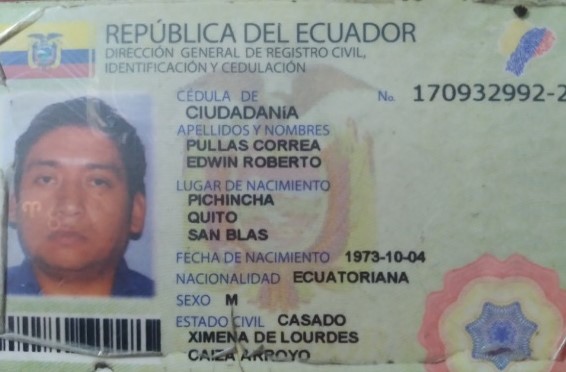 REPÚBLICA DEL ECUADOR
DIRECCIÓN GENERAL DE REGISTRO CIVIL,
IDENTIFICACIÓN Y CEDULACIÓN
CÉDULA DE No. 170932992-2
CIUDADANÍA
APELLIDOS Y NOMBRES
PULLAS CORREA
EDWIN ROBERTO
LUGAR DE NACIMIENTO
PICHINCHA
QUITO
SAN BLAS
FECHA DE NACIMIENTO 1973-10-04
NACIONALIDAD ECUATORIANA
SEXO M
ESTADO CIVIL CASADO
XIMENA DE LOURDES
CAIZA ARROYO